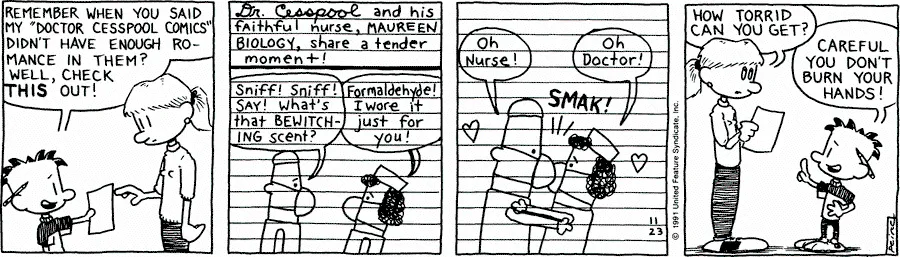 REMEMBER WHEN YOU SAID
MY "DOCTOR CESSPOOL COMICS"
DIDN'T HAVE ENOUGH RO-
MANCE IN THEM?
WELL, CHECK
THIS OUT!
Dr. Cesspool and his
faithful nurse, MAUREEN
BIOLOGY, share a tender
moment!
Sniff! Sniff!
SAY! What's
that BEWITCH-
ING scent?
Formaldehyde!
I wore it
just for
you!
Oh
Nurse!
Oh
Doctor!
SMAK!
11
23
© 1991 United Feature Syndicate, Inc.
HOW TORRID
CAN YOU GET?
CAREFUL
YOU DON'T
BURN YOUR
HANDS!
Peirce